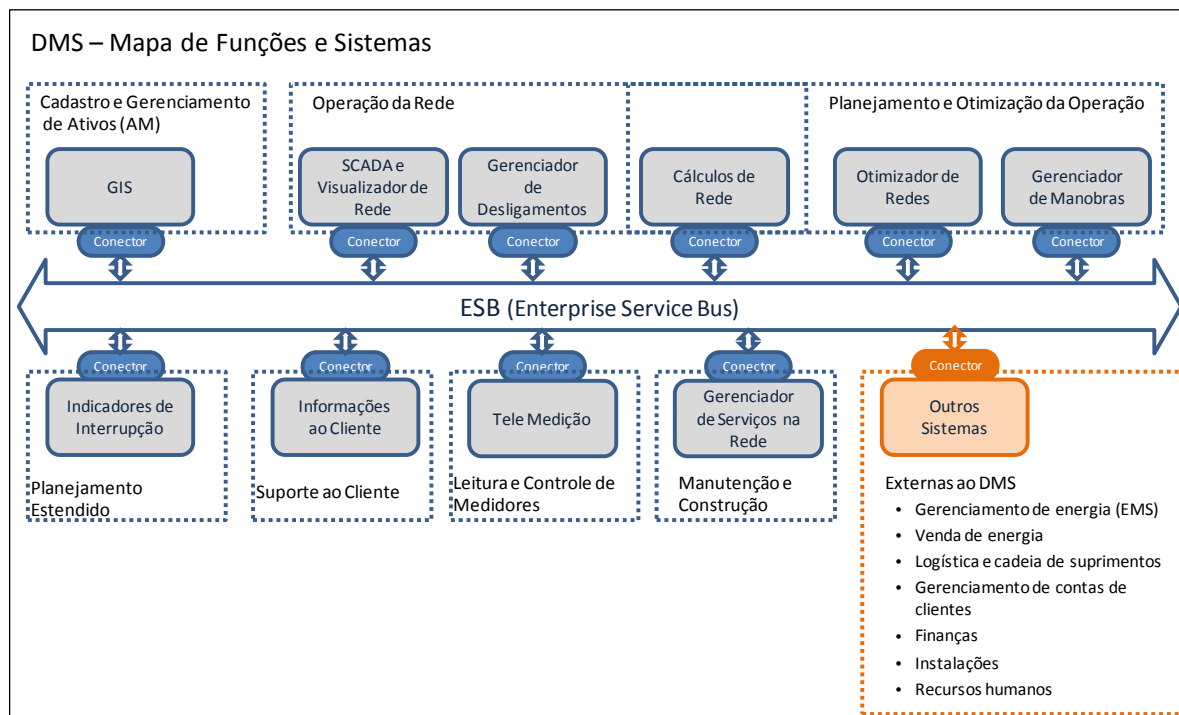 DMS – Mapa de Funções e Sistemas
Cadastro e Gerenciamento
de Ativos (AM)
GIS
Conector
Operação da Rede
SCADA e
Visualizador de
Rede
Conector
Gerenciador
de
Desligamentos
Conector
Cálculos de
Rede
Conector
Planejamento e Otimização da Operação
Otimizador de
Redes
Conector
Gerenciador
de Manobras
Conector
ESB (Enterprise Service Bus)
Conector
Indicadores de
Interrupção
Planejamento
Estendido
Conector
Informações
ao Cliente
Suporte ao Cliente
Conector
Tele Medição
Leitura e Controle de
Medidores
Conector
Gerenciador
de Serviços na
Rede
Manutenção e
Construção
Conector
Outros
Sistemas
Externas ao DMS
• Gerenciamento de energia (EMS)
• Venda de energia
• Logística e cadeia de suprimentos
• Gerenciamento de contas de
clientes
• Finanças
• Instalações
• Recursos humanos